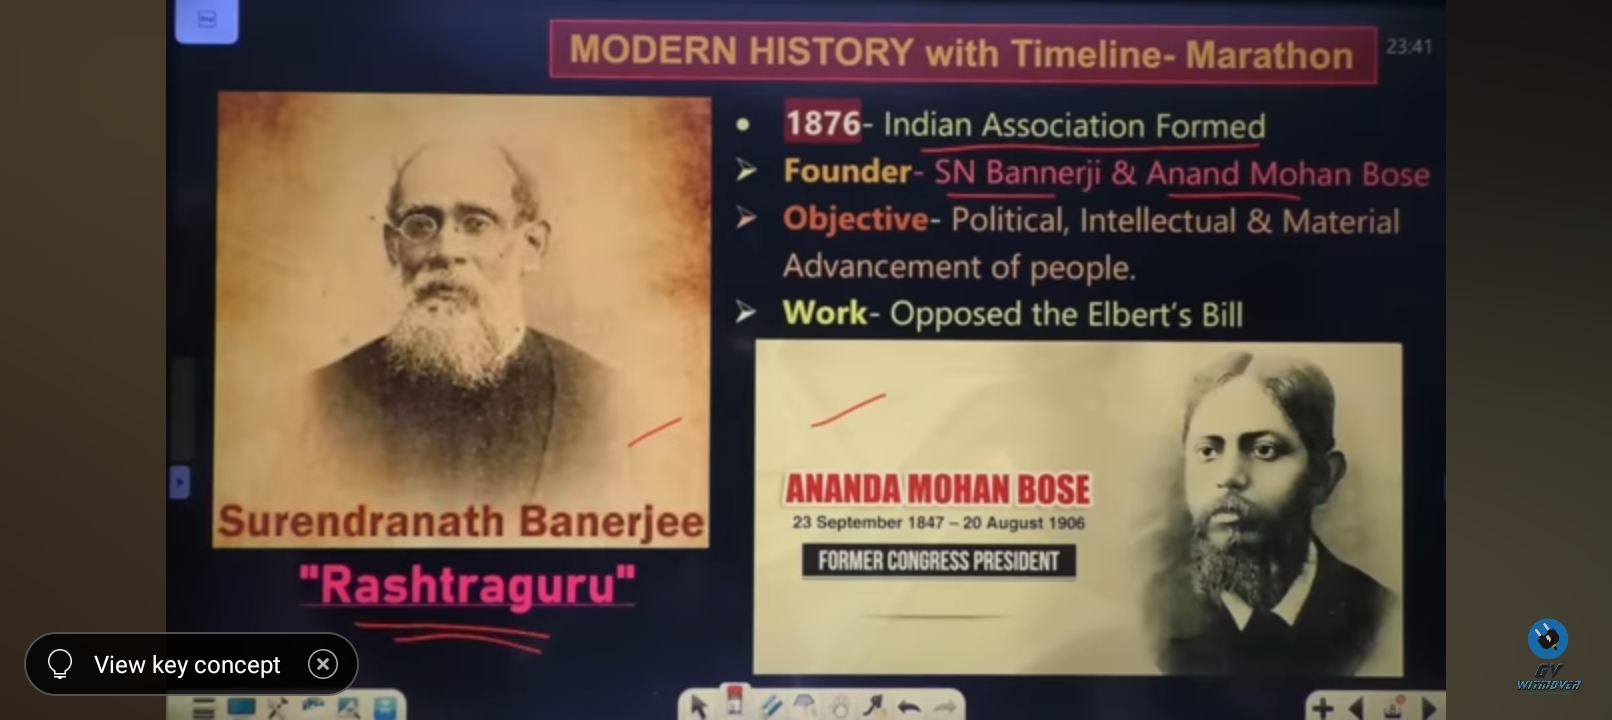 MODERN HISTORY with Timeline- Marathon
23:41
• 1876- Indian Association Formed
➢ Founder- SN Bannerji & Anand Mohan Bose
➢ Objective- Political, Intellectual & Material
Advancement of people.
➢ Work- Opposed the Elbert's Bill
Surendranath Banerjee
"Rashtraguru"
ANANDA MOHAN BOSE
23 September 1847 – 20 August 1906
FORMER CONGRESS PRESIDENT
View key concept
GV
WITMOVER